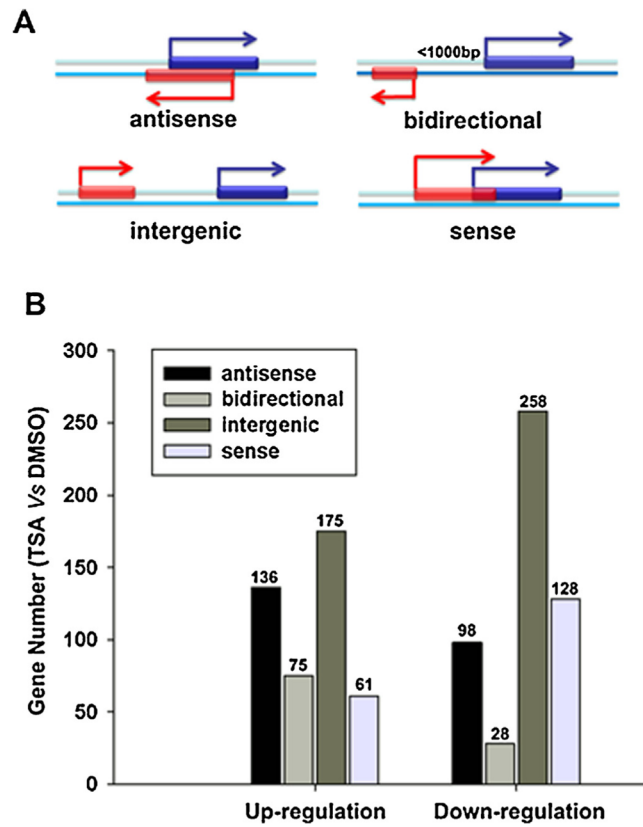 A
<1000bp
antisense
bidirectional
intergenic
sense
B
Gene Number (TSA Vs DMSO)
300
250
200
150
100
50
0
antisense
bidirectional
intergenic
sense
136
75
175
61
98
28
258
128
Up-regulation
Down-regulation